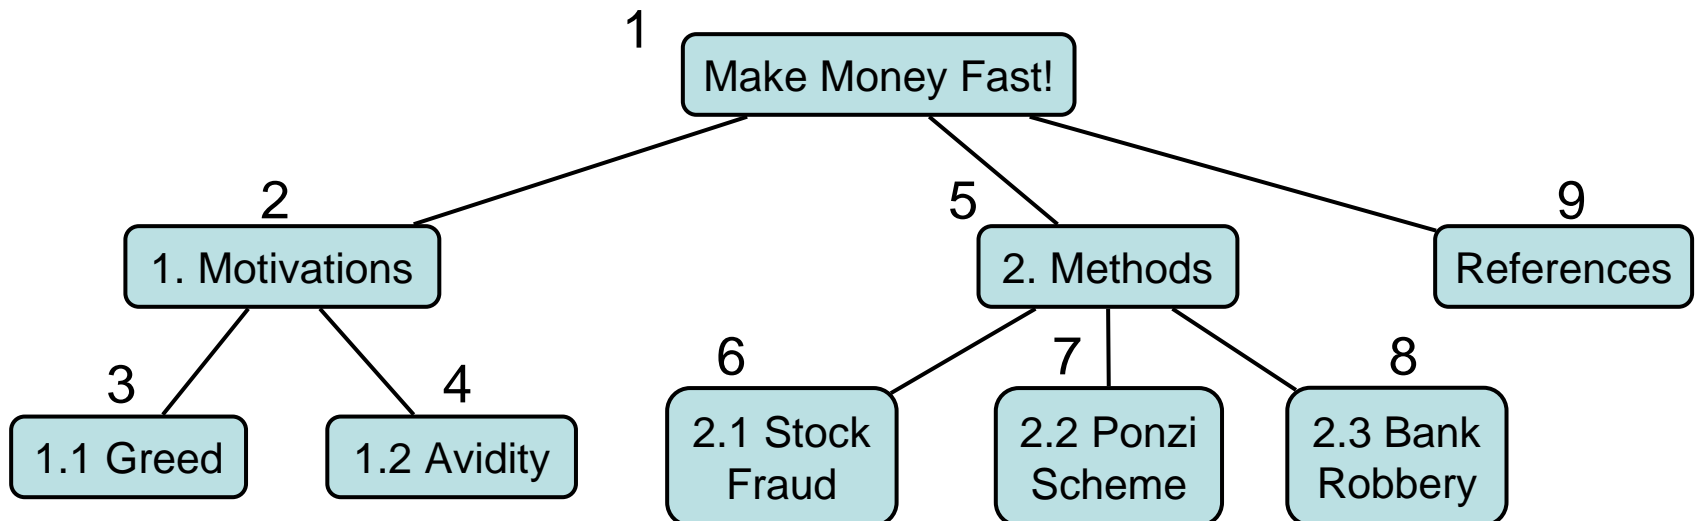 1
Make Money Fast!
2
5
9
1. Motivations
2. Methods
References
3
4
6
7
8
1.1 Greed
1.2 Avidity
2.1 Stock
Fraud
2.2 Ponzi
Scheme
2.3 Bank
Robbery